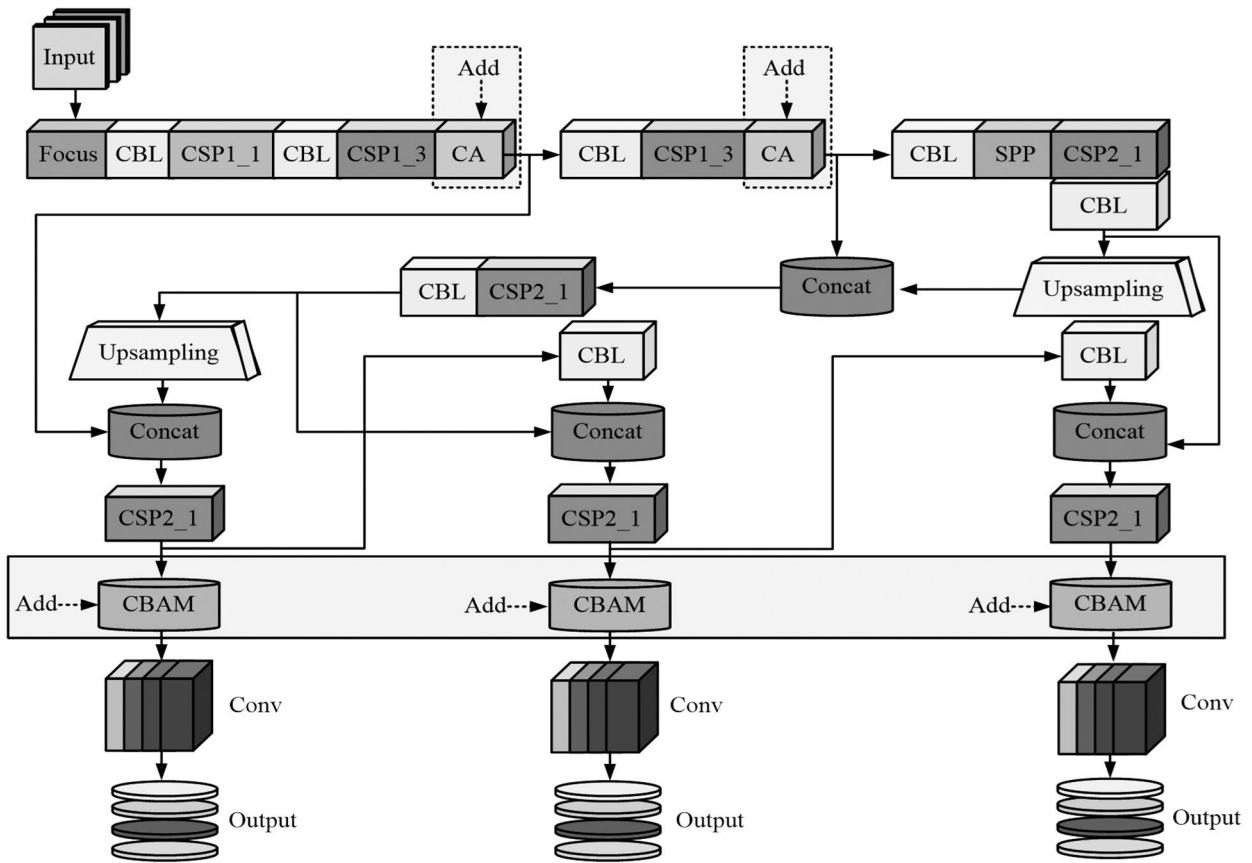 Input
Add
Add
Focus CBL CSP1_1 CBL CSP1_3 CA
CBL CSP1_3 CA
CBL SPP CSP2_1
CBL
CBL CSP2_1
Concat
Upsampling
Upsampling
CBL
CBL
Concat
Concat
Concat
CSP2_1
CSP2_1
CSP2_1
Add CBAM
Add CBAM
Add CBAM
Conv
Conv
Conv
Output
Output
Output